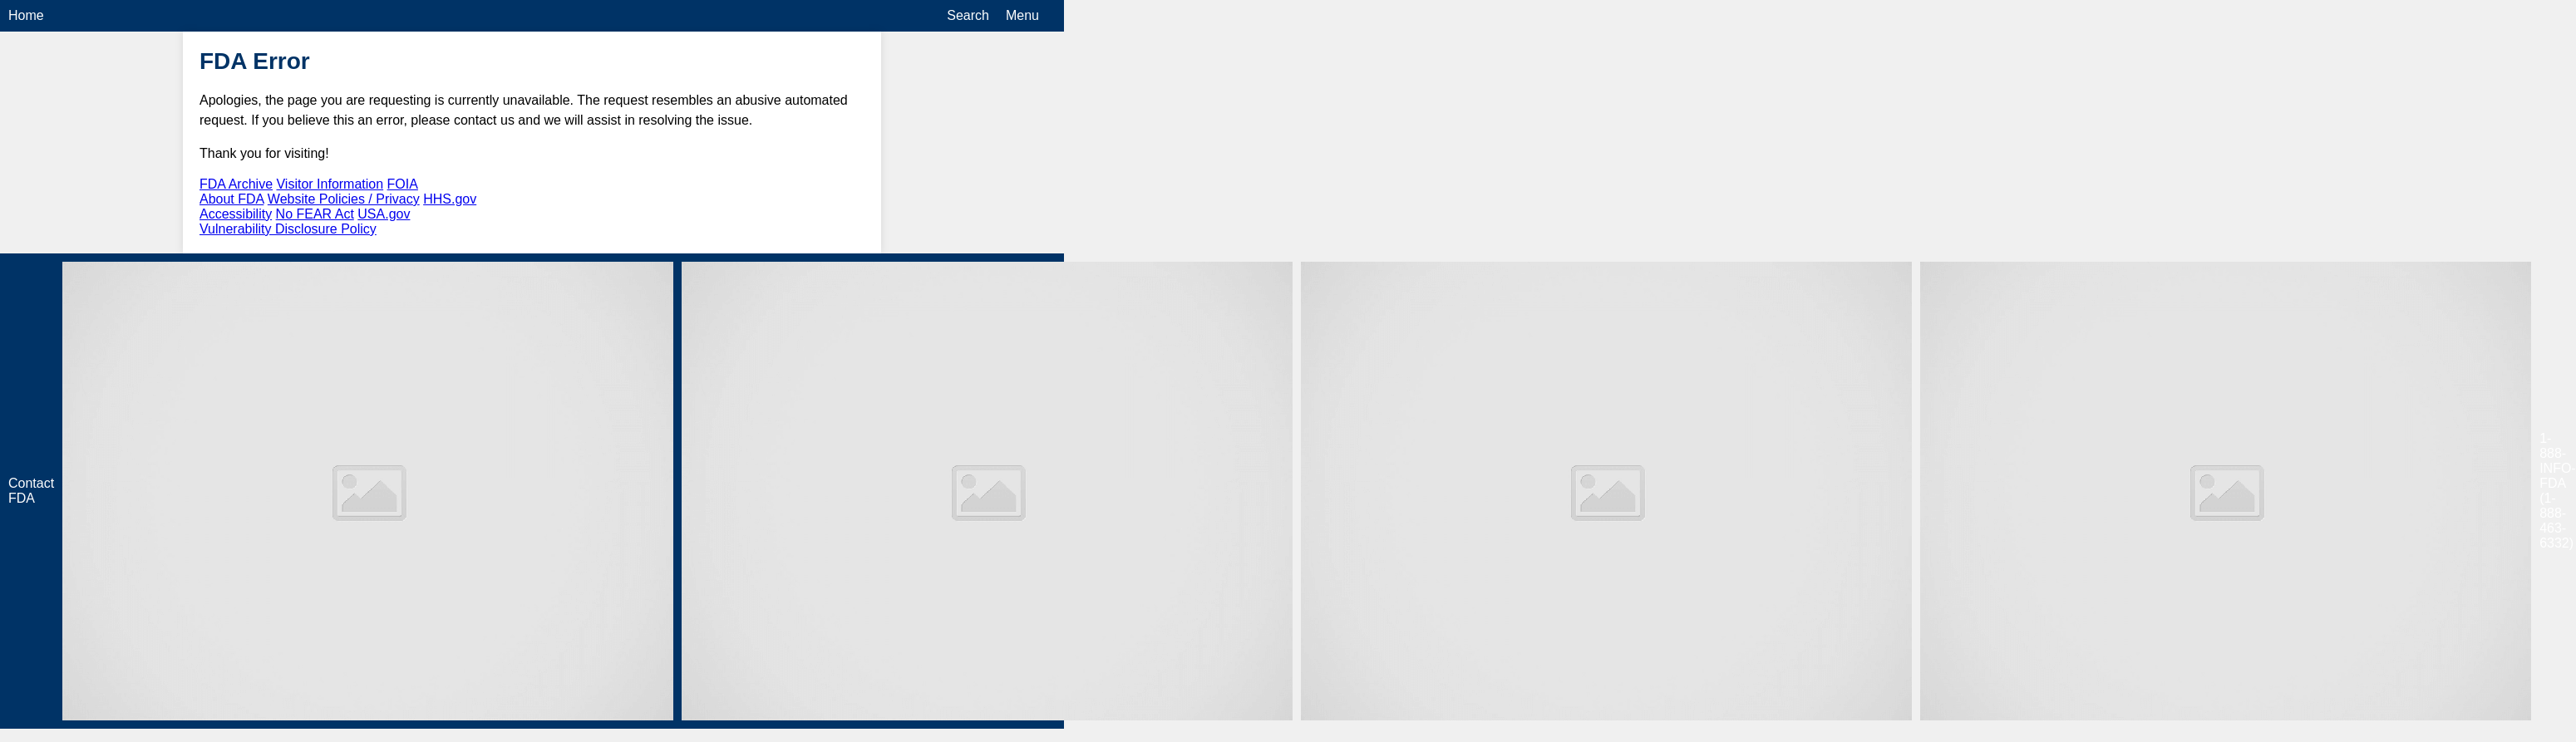 Home
Search
Menu
FDA Error
Apologies, the page you are requesting is currently unavailable. The request resembles an abusive automated
request. If you believe this an error, please contact us and we will assist in resolving the issue.
Thank you for visiting!
FDA Archive Visitor Information FOIA
About FDA Website Policies / Privacy HHS.gov
Accessibility No FEAR Act USA.gov
Vulnerability Disclosure Policy
Contact
FDA
1-
888-
INFO-
FDA
(1-
888-
463-
6332)